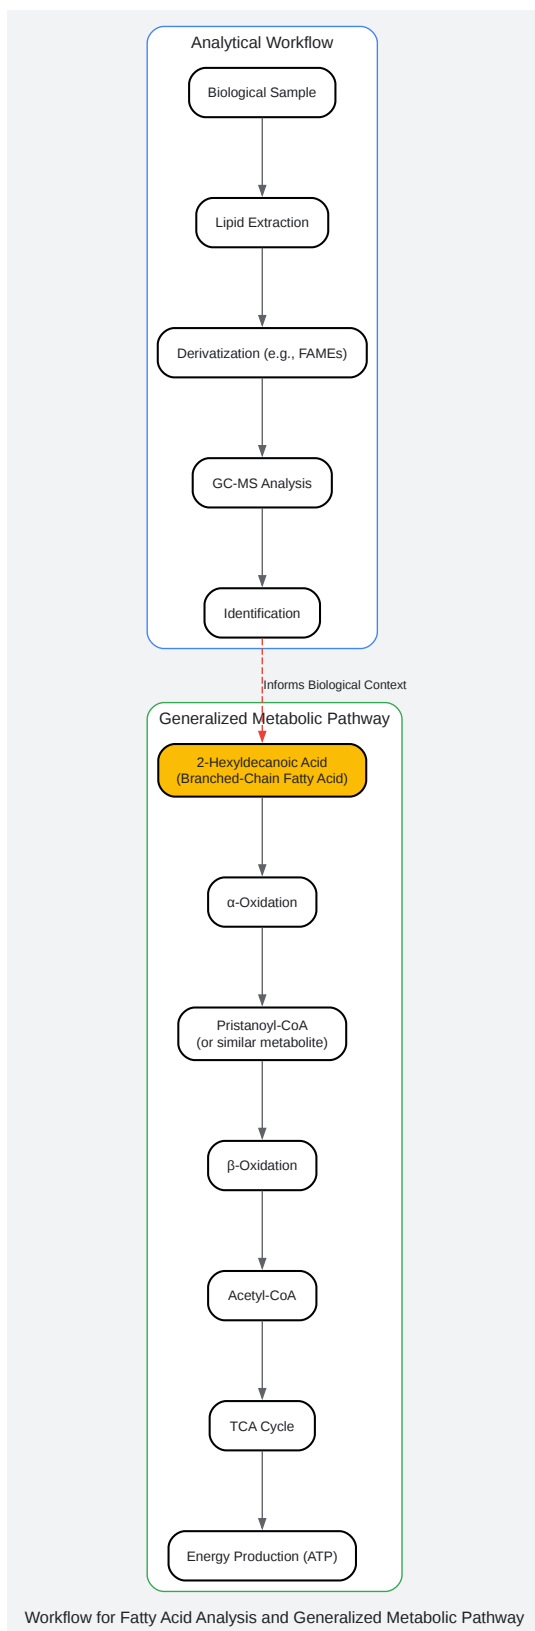 Analytical Workflow
Biological Sample
Lipid Extraction
Derivatization (e.g., FAMEs)
GC-MS Analysis
Identification
Informs Biological Context
Generalized Metabolic Pathway
2-Hexyldecanoic Acid
(Branched-Chain Fatty Acid)
α-Oxidation
Pristanoyl-CoA
(or similar metabolite)
β-Oxidation
Acetyl-CoA
TCA Cycle
Energy Production (ATP)
Workflow for Fatty Acid Analysis and Generalized Metabolic Pathway